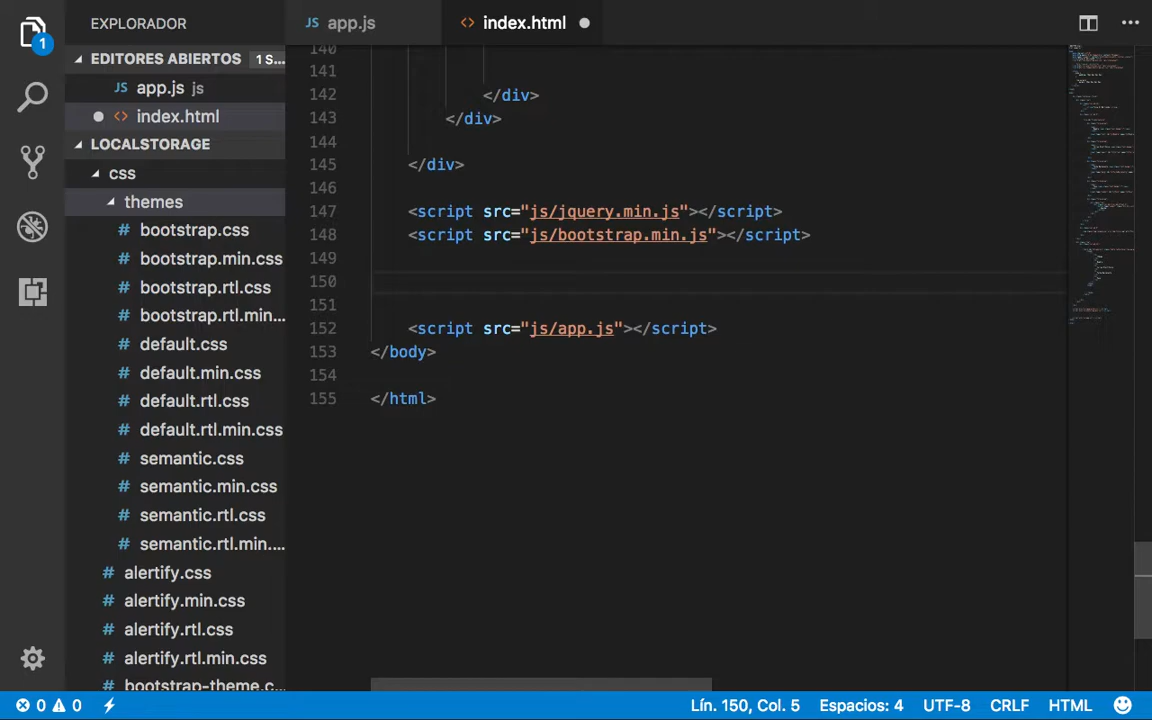 EXPLORADOR
EDITORES ABIERTOS 1 S...
JS app.js js
<> index.html
LOCALSTORAGE
css
themes
# bootstrap.css
# bootstrap.min.css
# bootstrap.rtl.css
# bootstrap.rtl.min...
# default.css
# default.min.css
# default.rtl.css
# default.rtl.min.css
# semantic.css
# semantic.min.css
# semantic.rtl.css
# semantic.rtl.min....
# alertify.css
# alertify.min.css
# alertify.rtl.css
# alertify.rtl.min.css
# bootstrap-theme.c...
1
JS app.js
<> index.html
140
141
142 </div>
143 </div>
144
145 </div>
146
147 <script src="js/jquery.min.js"></script>
148 <script src="js/bootstrap.min.js"></script>
149
150
151
152 <script src="js/app.js"></script>
153 </body>
154
155 </html>
0 0 Lín. 150, Col. 5 Espacios: 4 UTF-8 CRLF HTML